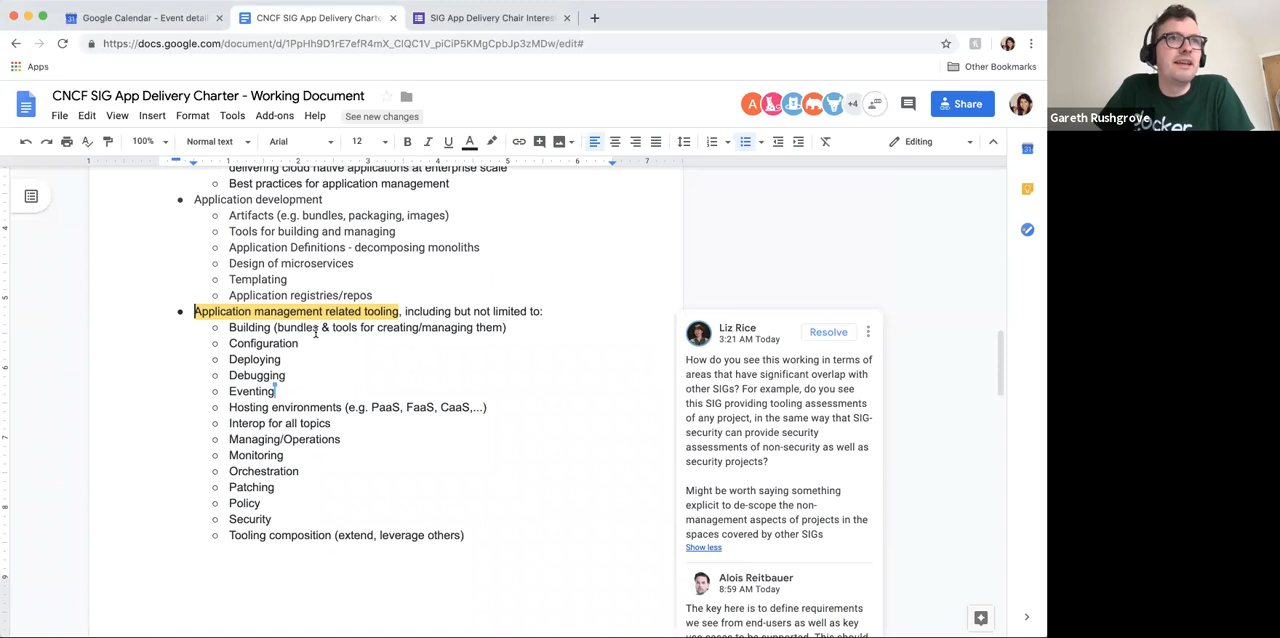 Google Calendar - Event detail
CNCF SIG App Delivery Charte
SIG App Delivery Chair Interes
https://docs.google.com/document/d/1PpHh9D1rE7efR4mX_ClQC1V_piCiP5KMgCpbJp3zMDw/edit#
Apps
Other Bookmarks
CNCF SIG App Delivery Charter - Working Document
File Edit View Insert Format Tools Add-ons Help
See new changes
A
+4
Share
100% Normal text Arial 12
B I U A
Editing
1 1 2 3 4 5 6 7
delivering cloud native applications at enterprise scale
Best practices for application management
Application development
Artifacts (e.g. bundles, packaging, images)
Tools for building and managing
Application Definitions - decomposing monoliths
Design of microservices
Templating
Application registries/repos
Application management related tooling, including but not limited to:
Building (bundles & tools for creating/managing them)
Configuration
Deploying
Debugging
Eventing
Hosting environments (e.g. PaaS, FaaS, CaaS,...)
Interop for all topics
Managing/Operations
Monitoring
Orchestration
Patching
Policy
Security
Tooling composition (extend, leverage others)
Liz Rice
3:21 AM Today
Resolve
How do you see this working in terms of
areas that have significant overlap with
other SIGs? For example, do you see
this SIG providing tooling assessments
of any project, in the same way that SIG-
security can provide security
assessments of non-security as well as
security projects?
Might be worth saying something
explicit to de-scope the non-
management aspects of projects in the
spaces covered by other SIGs
Show less
Alois Reitbauer
8:59 AM Today
The key here is to define requirements
we see from end-users as well as key
Gareth Rushgrove